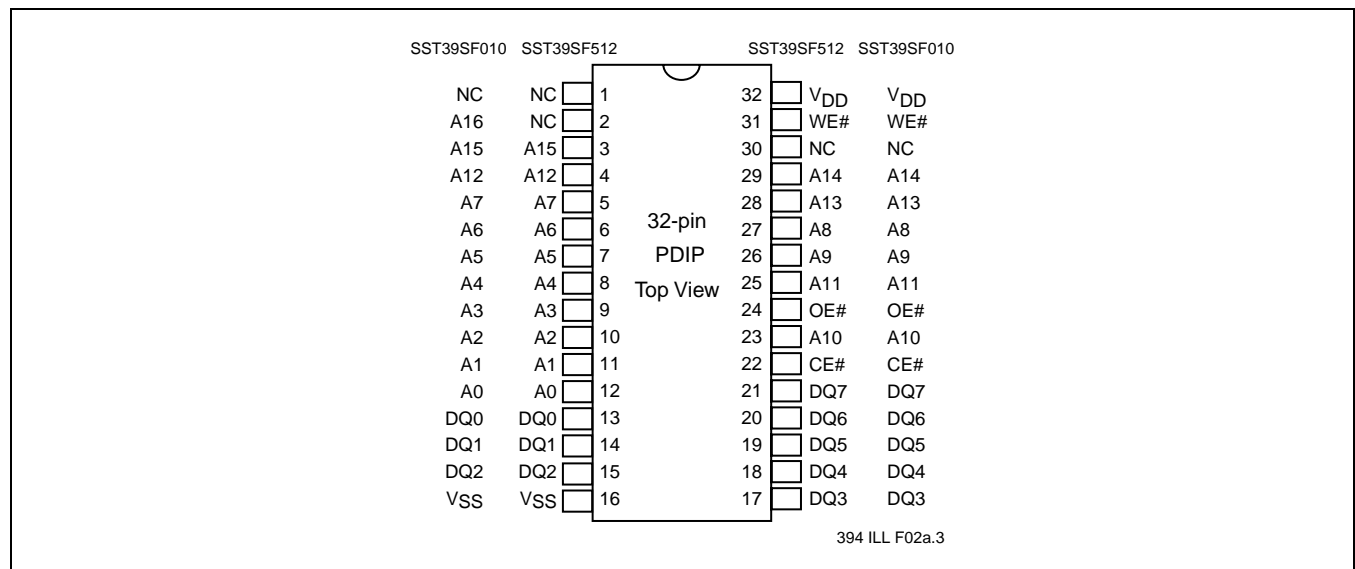 SST39SF010 SST39SF512 SST39SF512 SST39SF010
NC NC 1 32 VDD VDD
A16 NC 2 31 WE# WE#
A15 A15 3 30 NC NC
A12 A12 4 29 A14 A14
A7 A7 5 28 A13 A13
A6 A6 6 32-pin 27 A8 A8
A5 A5 7 PDIP 26 A9 A9
A4 A4 8 Top View 25 A11 A11
A3 A3 9 24 OE# OE#
A2 A2 10 23 A10 A10
A1 A1 11 22 CE# CE#
A0 A0 12 21 DQ7 DQ7
DQ0 DQ0 13 20 DQ6 DQ6
DQ1 DQ1 14 19 DQ5 DQ5
DQ2 DQ2 15 18 DQ4 DQ4
VSS VSS 16 17 DQ3 DQ3
394 ILL F02a.3